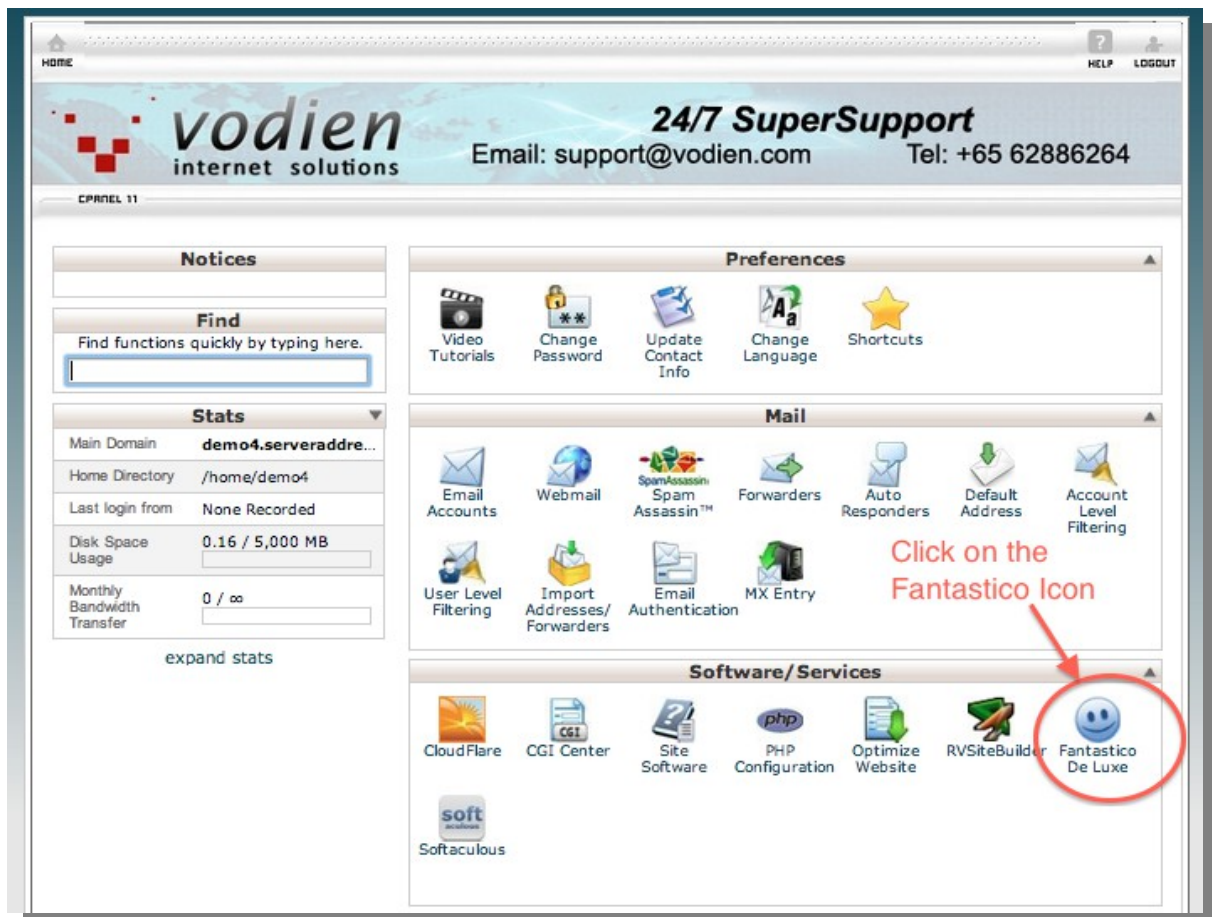 HOME
HELP LOGOUT
vodien
internet solutions
24/7 SuperSupport
Email: support@vodien.com Tel: +65 62886264
CPANEL 11
Notices
Find
Find functions quickly by typing here.
Stats
Main Domain demo4.serveraddre...
Home Directory /home/demo4
Last login from None Recorded
Disk Space 0.16 / 5,000 MB
Usage
Monthly
Bandwidth 0 / ∞
Transfer
expand stats
Preferences
Video Change Update Change Shortcuts
Tutorials Password Contact Language
Info
Mail
SpamAssassin
Email Webmail Spam Forwarders Auto Default Account
Accounts Assassin™ Responders Address Level
Filtering
Click on the
Fantastico Icon
User Level Import Email MX Entry
Filtering Addresses/ Authentication
Forwarders
Software/Services
CGI php
CloudFlare CGI Center Site PHP Optimize RVSiteBuilder Fantastico
Software Configuration Website De Luxe
soft
aculous
Softaculous